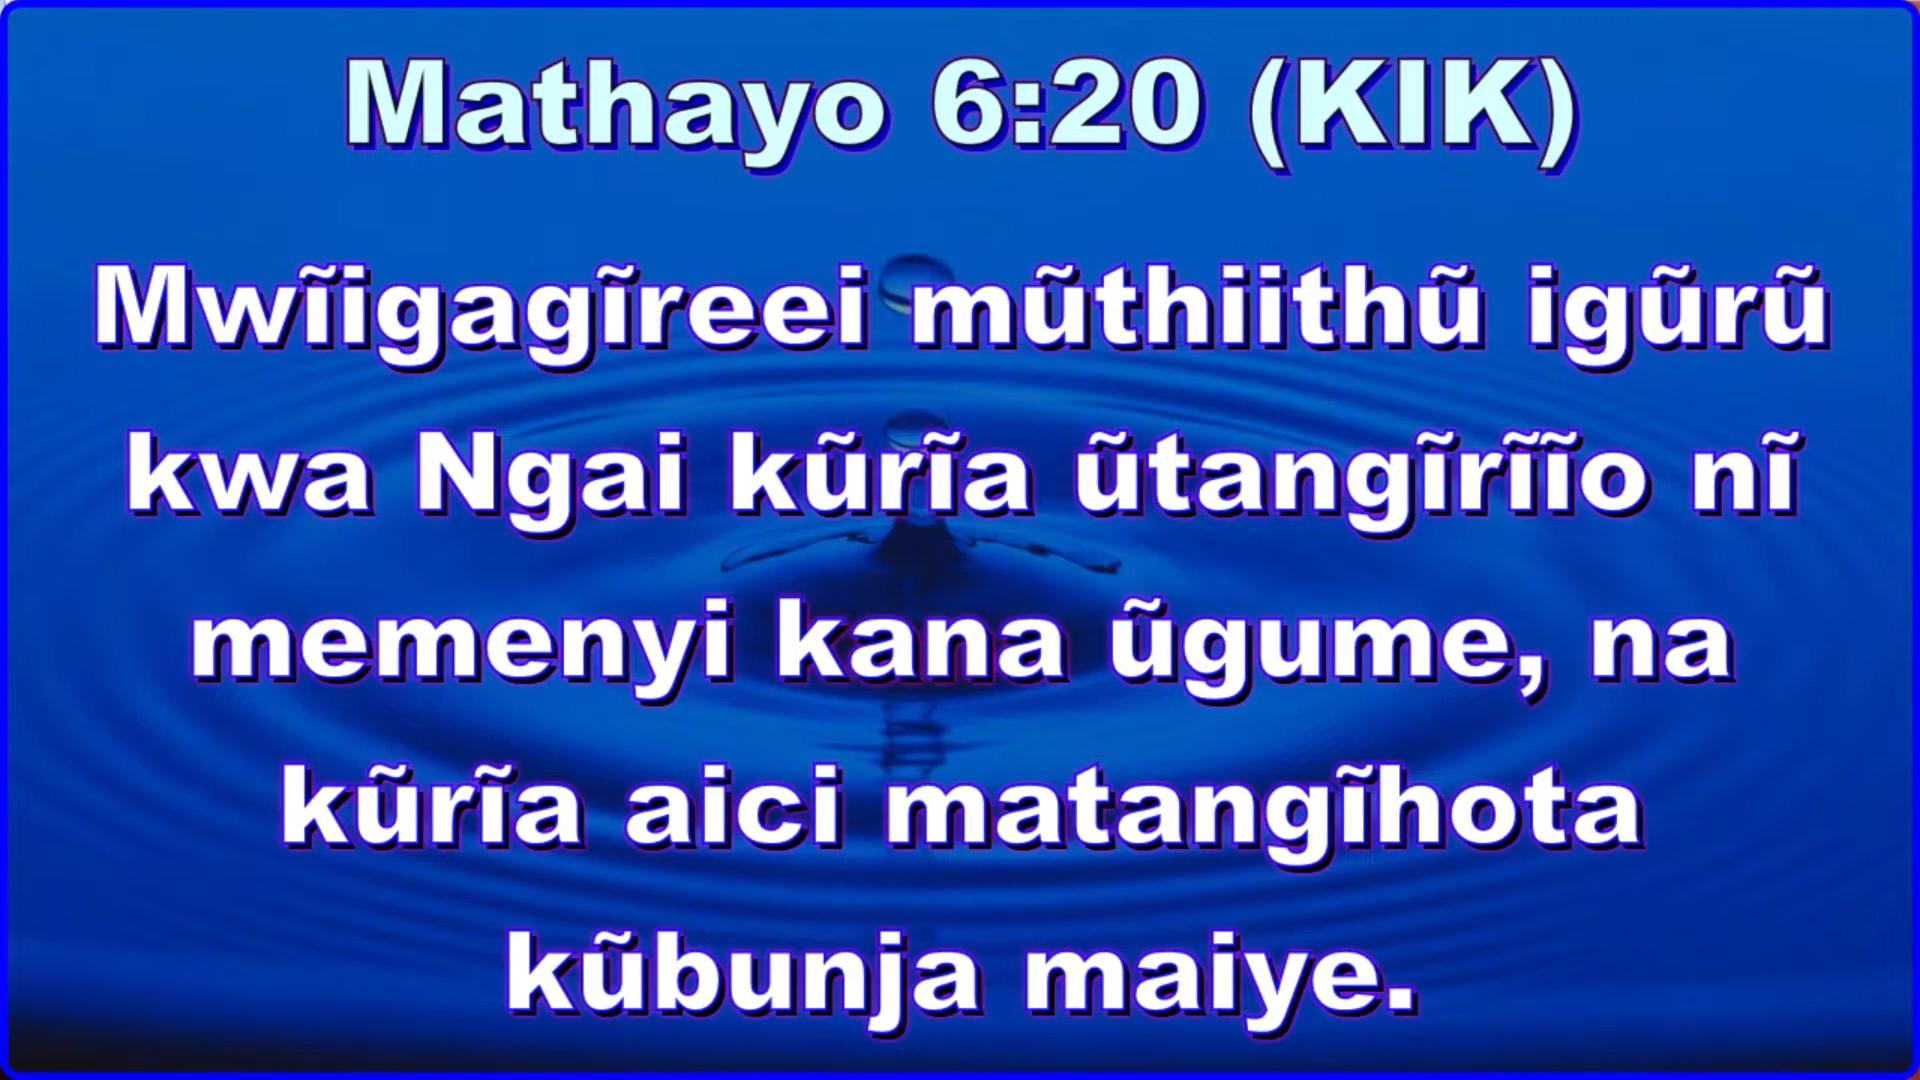 Mathayo 6:20 (KIK)
Mwĩigagĩreei mũthiithũ igũrũ
kwa Ngai kũrĩa ũtangĩrĩĩo nĩ
memenyi kana ũgume, na
kũrĩa aici matangĩhota
kũbunja maiye.